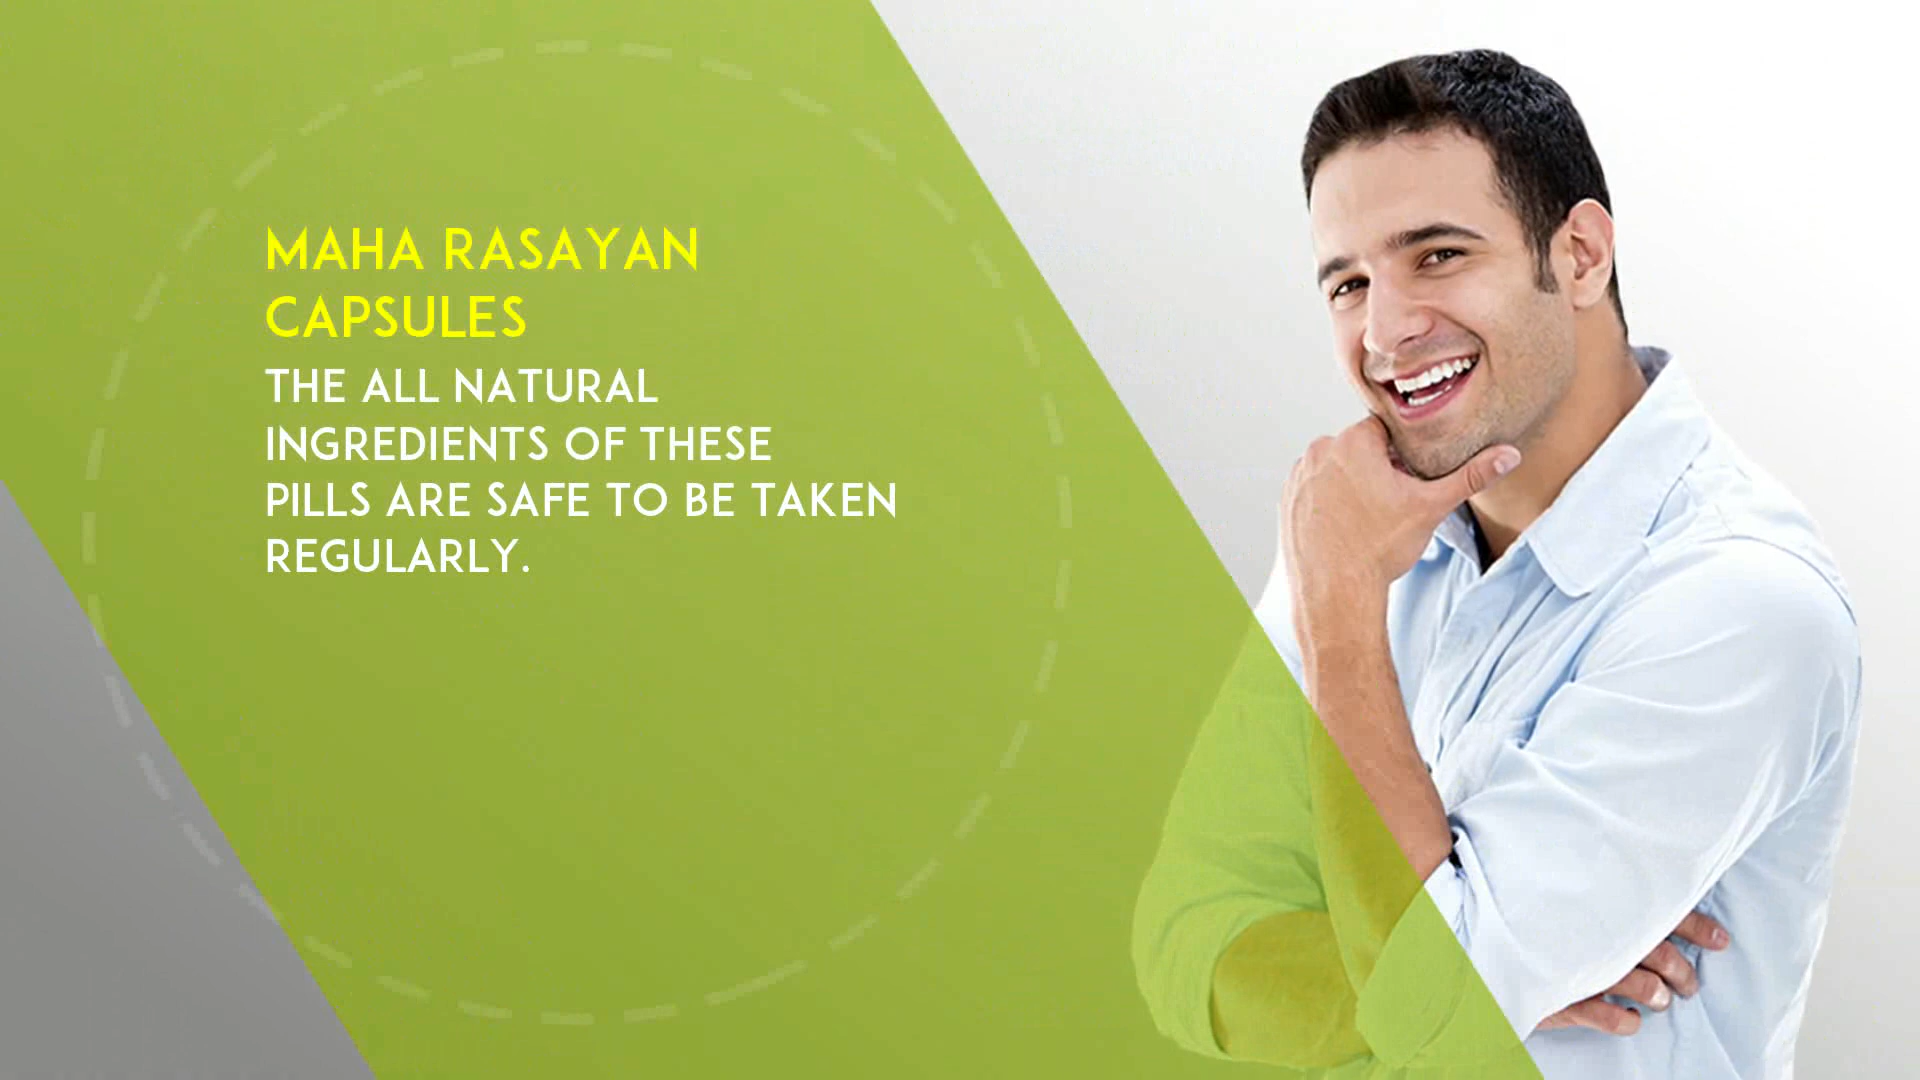 MAHA RASAYAN
CAPSULES
THE ALL NATURAL
INGREDIENTS OF THESE
PILLS ARE SAFE TO BE TAKEN
REGULARLY.